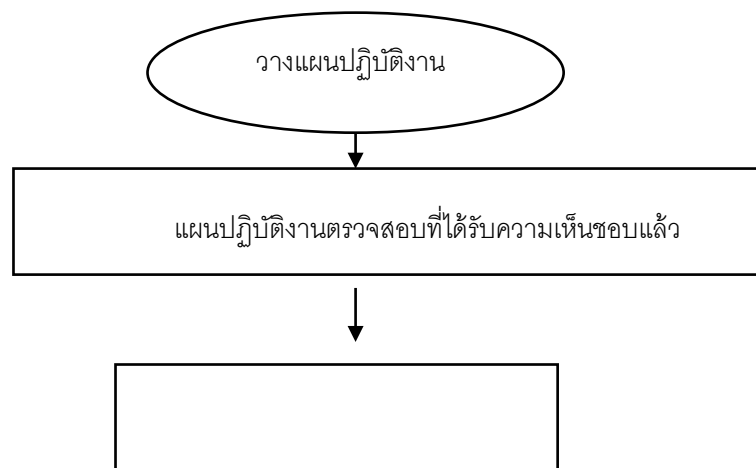 วางแผนปฏิบัติงาน
แผนปฏิบัติงานตรวจสอบที่ได้รับความเห็นชอบแล้ว